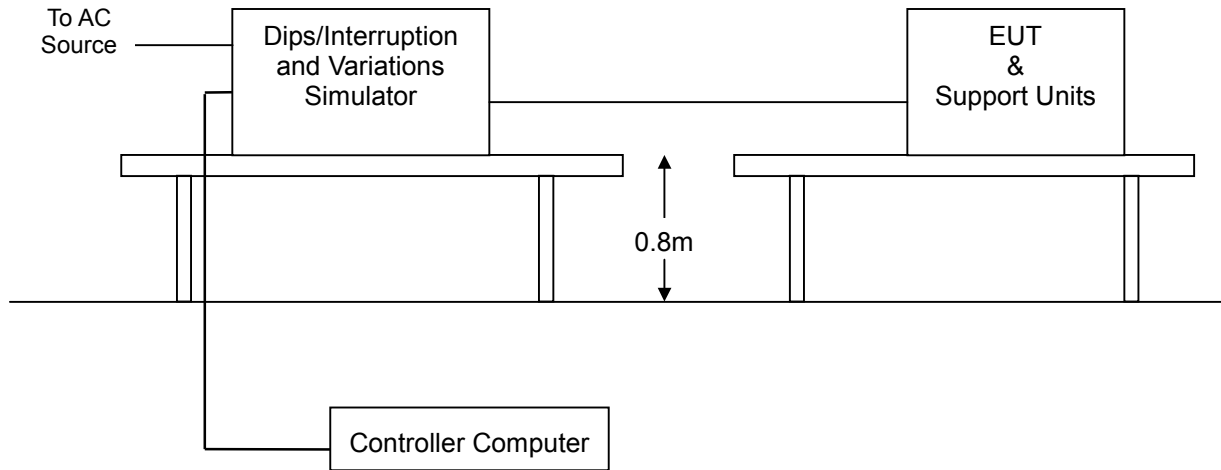 To AC
Source
Dips/Interruption
and Variations
Simulator
EUT
&
Support Units
0.8m
Controller Computer